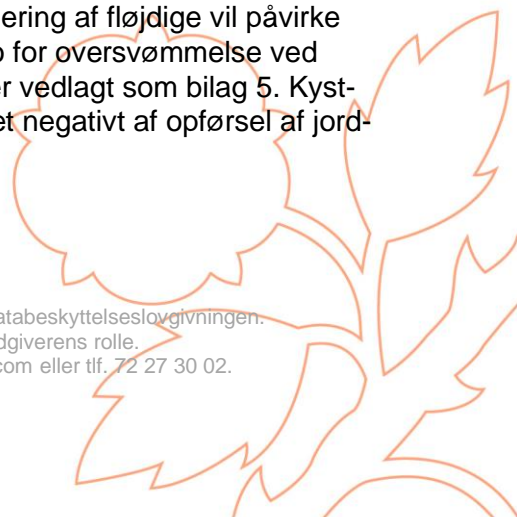 ering af fløjdige vil påvirke
for oversvømmelse ved
er vedlagt som bilag 5. Kyst-
et negativt af opførsel af jord-
atabeskyttelseslovgivningen.
dgiverens rolle.
com eller tlf. 72 27 30 02.